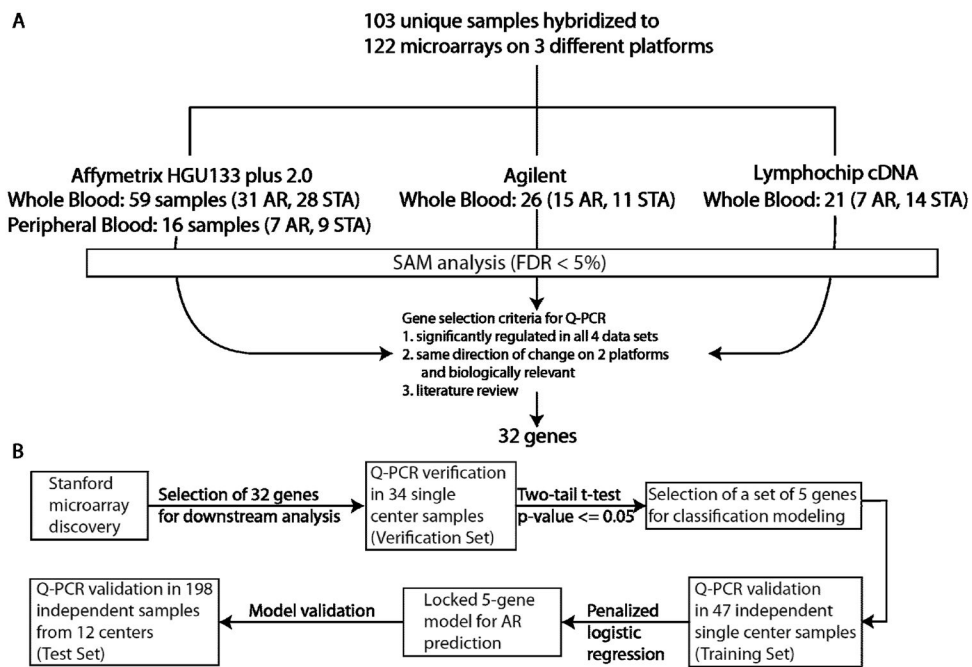 A
103 unique samples hybridized to
122 microarrays on 3 different platforms
Affymetrix HGU133 plus 2.0
Whole Blood: 59 samples (31 AR, 28 STA)
Peripheral Blood: 16 samples (7 AR, 9 STA)
Agilent
Whole Blood: 26 (15 AR, 11 STA)
Lymphochip cDNA
Whole Blood: 21 (7 AR, 14 STA)
SAM analysis (FDR < 5%)
Gene selection criteria for Q-PCR
1. significantly regulated in all 4 data sets
2. same direction of change on 2 platforms
and biologically relevant
3. literature review
32 genes
B
Stanford
microarray
discovery
Selection of 32 genes
for downstream analysis
Q-PCR verification
in 34 single
center samples
(Verification Set)
Two-tail t-test
p-value <= 0.05
Selection of a set of 5 genes
for classification modeling
Q-PCR validation
in 47 independent
single center samples
(Training Set)
Penalized
logistic
regression
Locked 5-gene
model for AR
prediction
Model validation
Q-PCR validation in 198
independent samples
from 12 centers
(Test Set)